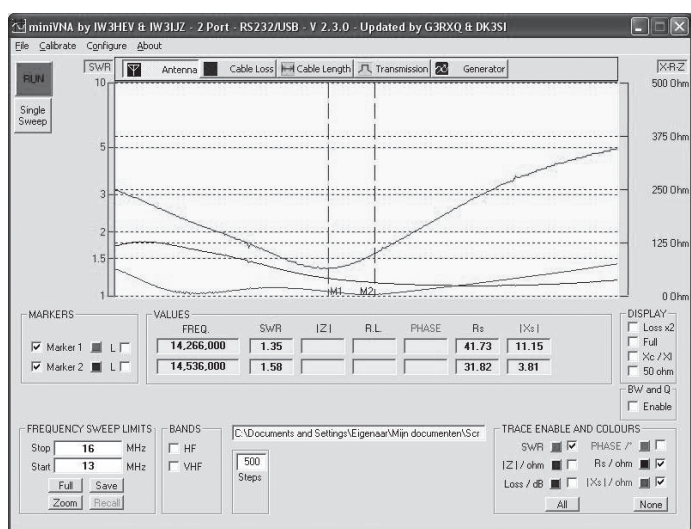 miniVNA by IW3HEV & IW3IJZ - 2 Port - RS232/USB - V 2.3.0 - Updated by G3RXQ & DK3SI
File Calibrate Configure About
RUN
Single
Sweep
SWR
Antenna Cable Loss Cable Length Transmission Generator
X-R-Z
10
5
3
2
1.5
1
500 Ohm
375 Ohm
250 Ohm
125 Ohm
0 Ohm
M1 M2
MARKERS
Marker 1 L
Marker 2 L
VALUES
FREQ. SWR |Z| R.L. PHASE Rs |Xs|
14,266,000 1.35 41.73 11.15
14,536,000 1.58 31.82 3.81
DISPLAY
Loss x2
Full
Xc / Xl
50 ohm
BW and Q
Enable
FREQUENCY SWEEP LIMITS
Stop 16 MHz
Start 13 MHz
Full Save
Zoom Recall
BANDS
HF
VHF
C:\Documents and Settings\Eigenaar\Mijn documenten\Scr
500
Steps
TRACE ENABLE AND COLOURS
SWR PHASE /°
|Z| / ohm Rs / ohm
Loss / dB |Xs| / ohm
All None